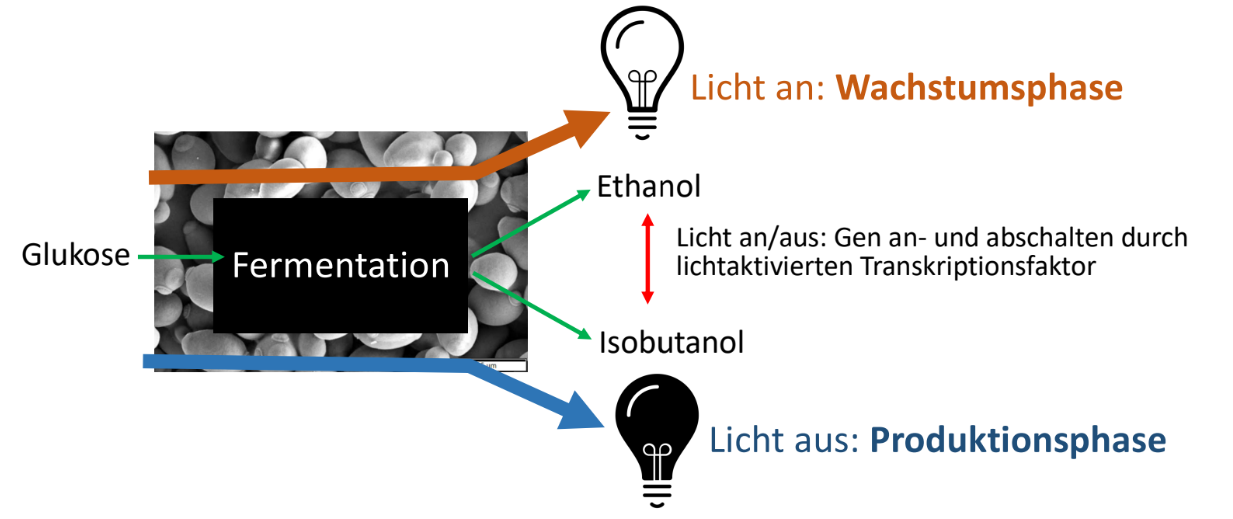 Licht an: Wachstumsphase
Ethanol
Glukose
Fermentation
Licht an/aus: Gen an- und abschalten durch
lichtaktivierten Transkriptionsfaktor
Isobutanol
Licht aus: Produktionsphase